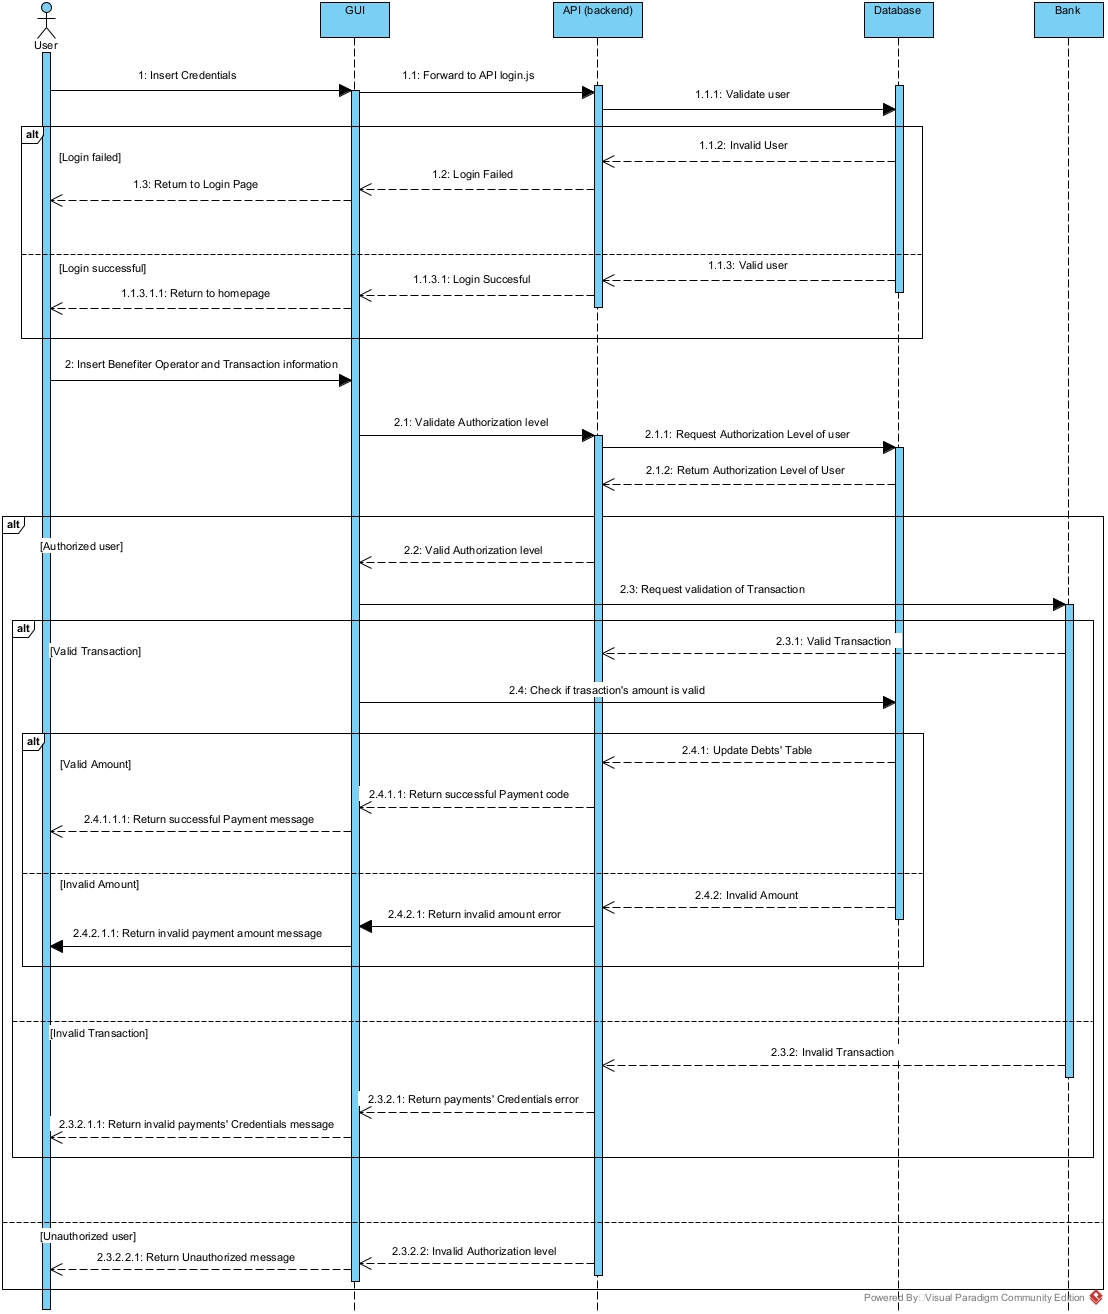 GUI
API (backend)
Database
Bank
User
1: Insert Credentials
1.1: Forward to API login.js
1.1.1: Validate user
alt
[Login failed]
1.1.2: Invalid User
1.2: Login Failed
1.3: Return to Login Page
[Login successful]
1.1.3: Valid user
1.1.3.1: Login Succesful
1.1.3.1.1: Return to homepage
2: Insert Benefiter Operator and Transaction information
2.1: Validate Authorization level
2.1.1: Request Authorization Level of user
2.1.2: Return Authorization Level of User
alt
[Authorized user]
2.2: Valid Authorization level
2.3: Request validation of Transaction
alt
[Valid Transaction]
2.3.1: Valid Transaction
2.4: Check if trasaction's amount is valid
alt
[Valid Amount]
2.4.1: Update Debts' Table
2.4.1.1: Return successful Payment code
2.4.1.1.1: Return successful Payment message
[Invalid Amount]
2.4.2: Invalid Amount
2.4.2.1: Return invalid amount error
2.4.2.1.1: Return invalid payment amount message
[Invalid Transaction]
2.3.2: Invalid Transaction
2.3.2.1: Return payments' Credentials error
2.3.2.1.1: Return invalid payments' Credentials message
[Unauthorized user]
2.3.2.2: Invalid Authorization level
2.3.2.2.1: Return Unauthorized message
Powered By Visual Paradigm Community Edition